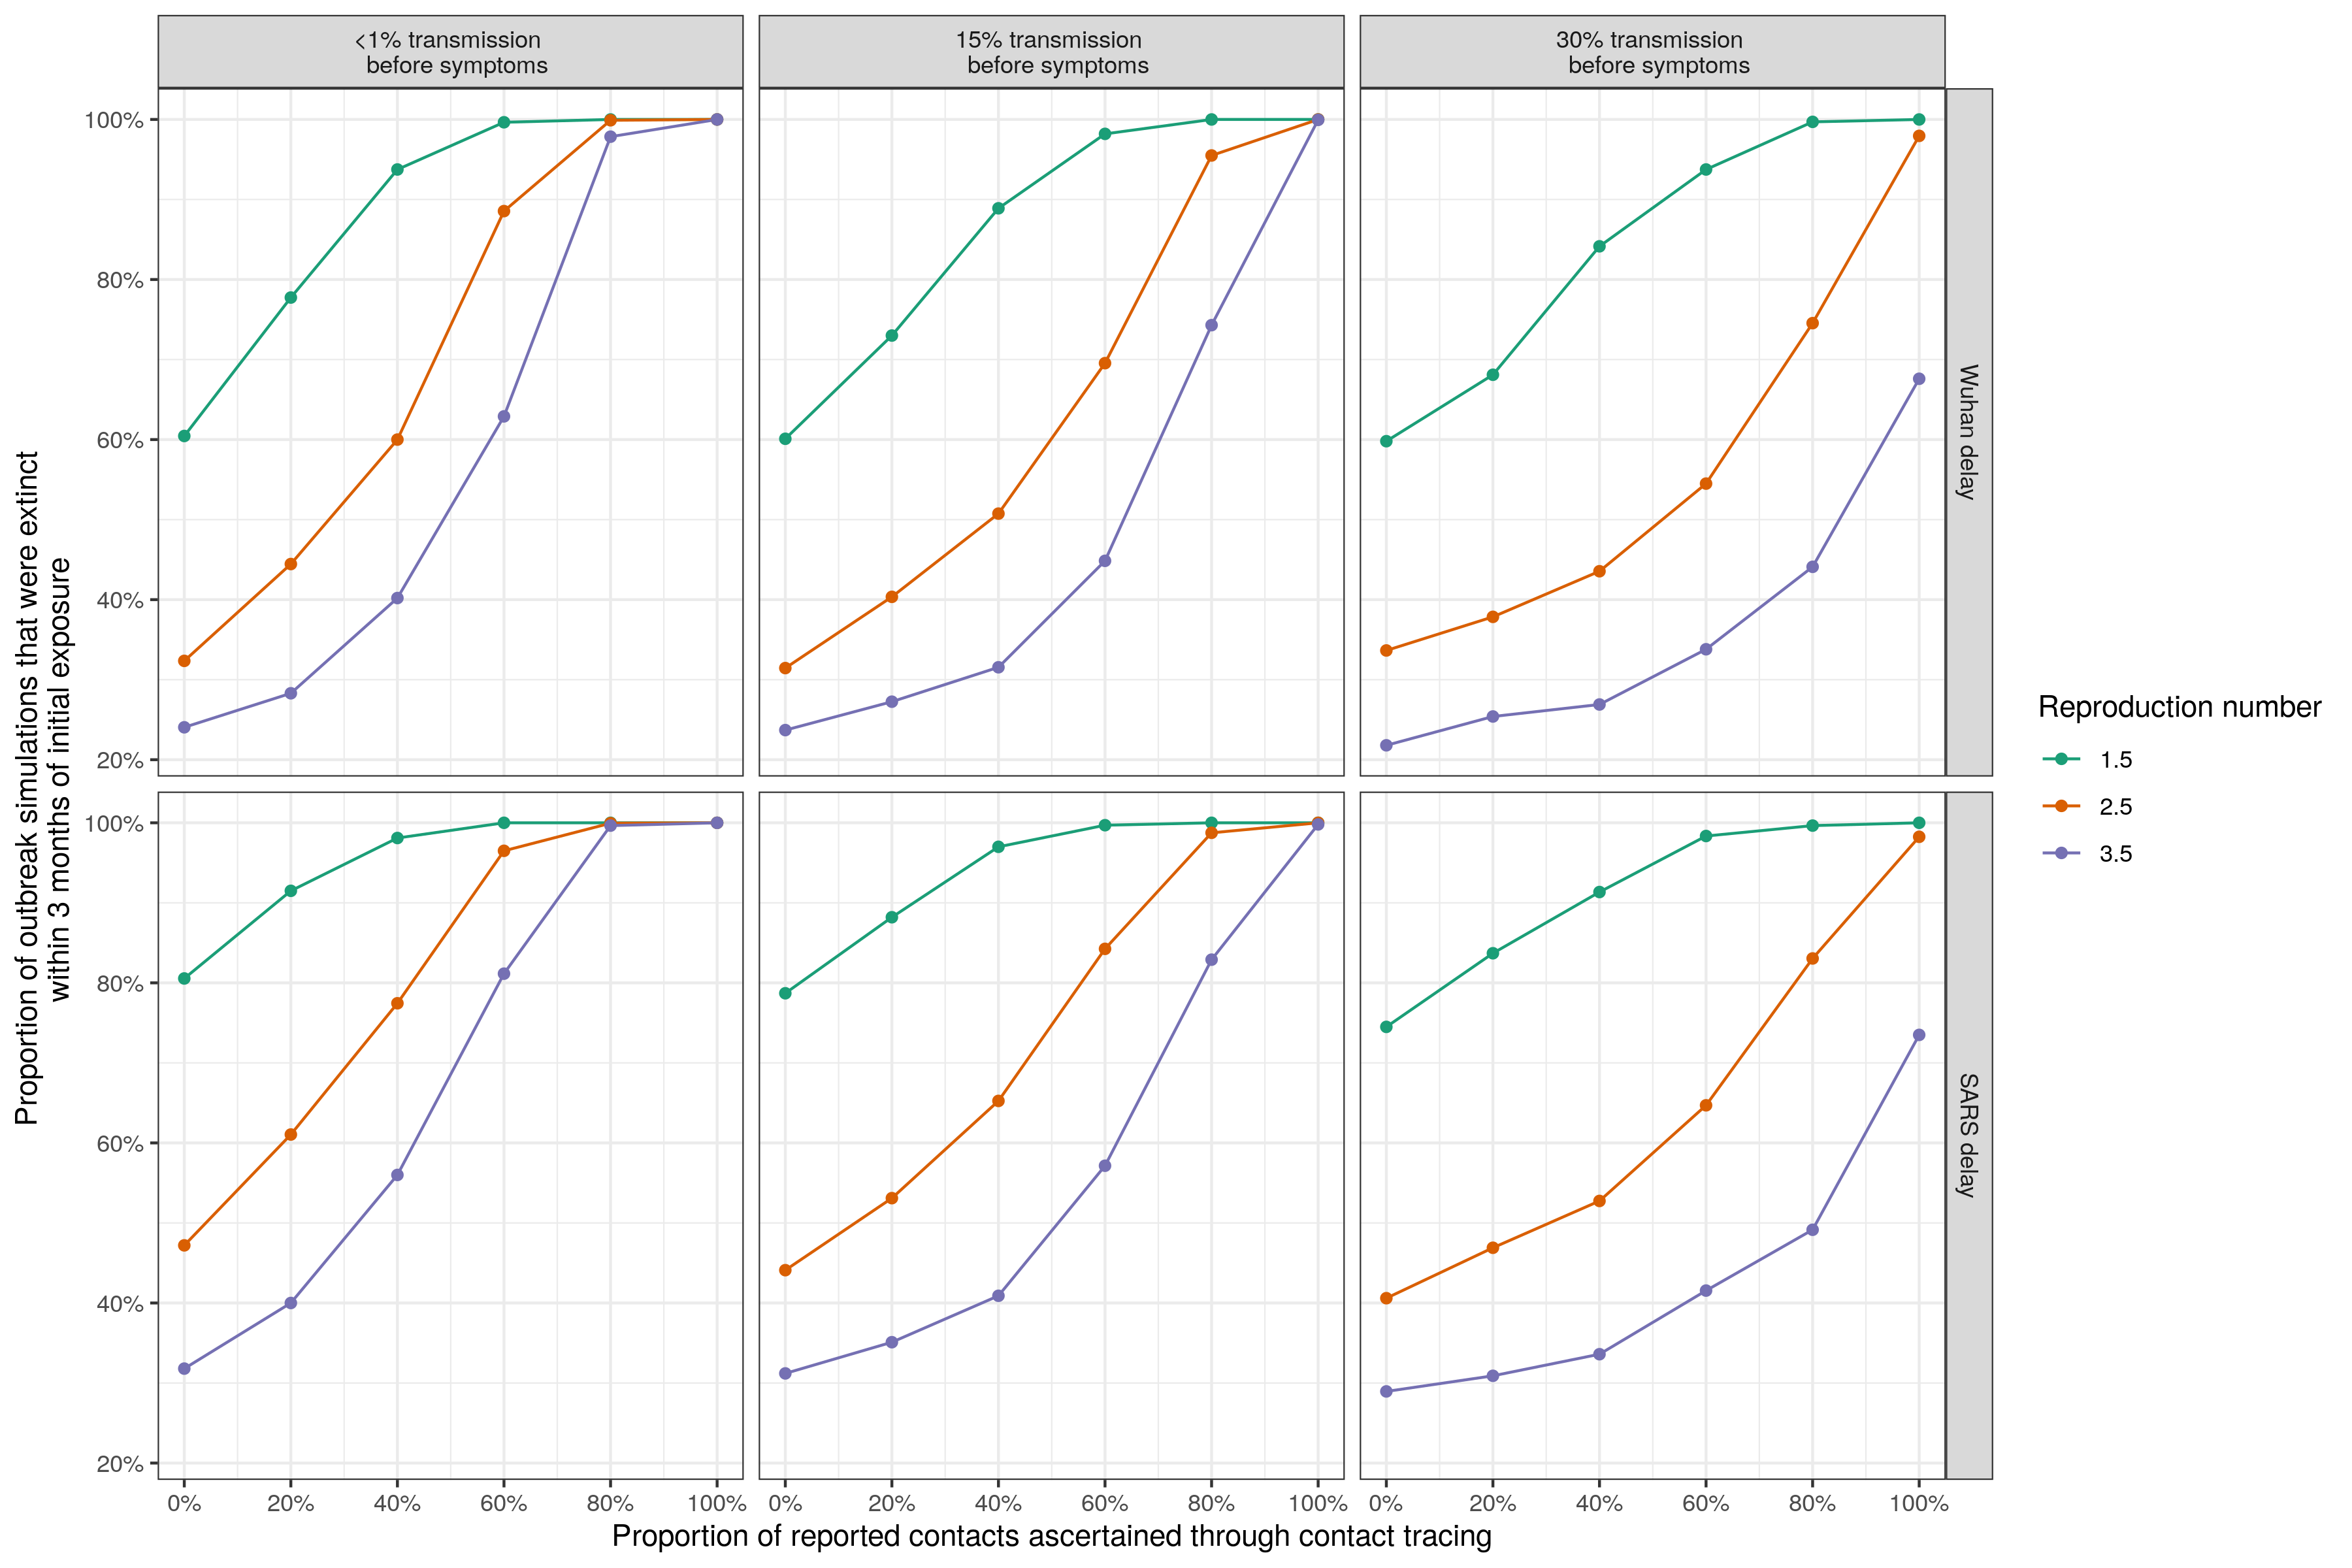 <1% transmission
before symptoms
15% transmission
before symptoms
30% transmission
before symptoms
Proportion of outbreak simulations that were extinct
within 3 months of initial exposure
100%
80%
60%
40%
20%
Wuhan delay
100%
80%
60%
40%
20%
SARS delay
0% 20% 40% 60% 80% 100%
0% 20% 40% 60% 80% 100%
0% 20% 40% 60% 80% 100%
Proportion of reported contacts ascertained through contact tracing
Reproduction number
1.5
2.5
3.5